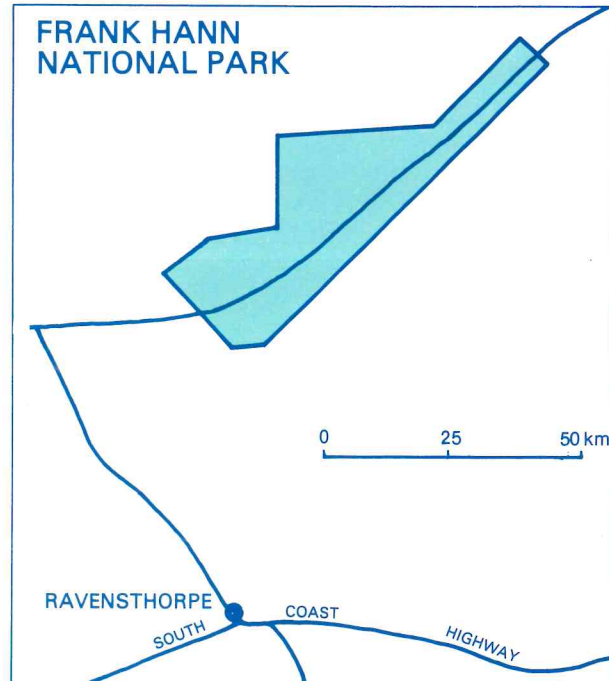 FRANK HANN
NATIONAL PARK
0 25 50 km
RAVENSTHORPE
SOUTH COAST HIGHWAY